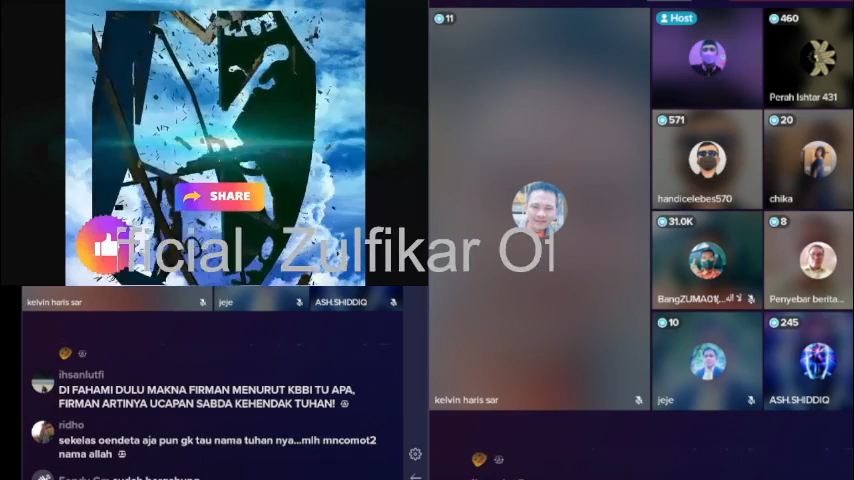 SHARE
fficial Zulfikar Of
kelvin haris sar
jeje
ASH.SHIDDIQ
ihsanlutfi
DI FAHAMI DULU MAKNA FIRMAN MENURUT KBBI TU APA,
FIRMAN ARTINYA UCAPAN SABDA KEHENDAK TUHAN!
ridho
sekelas oendeta aja pun gk tau nama tuhan nya...mlh mncomot2
nama allah
11
kelvin haris sar
Host
460
Perah Ishtar 431
571
handicelebes570
20
chika
31.0K
BangZUMA01(...
8
Penyebar berita...
10
jeje
245
ASH.SHIDDIQ